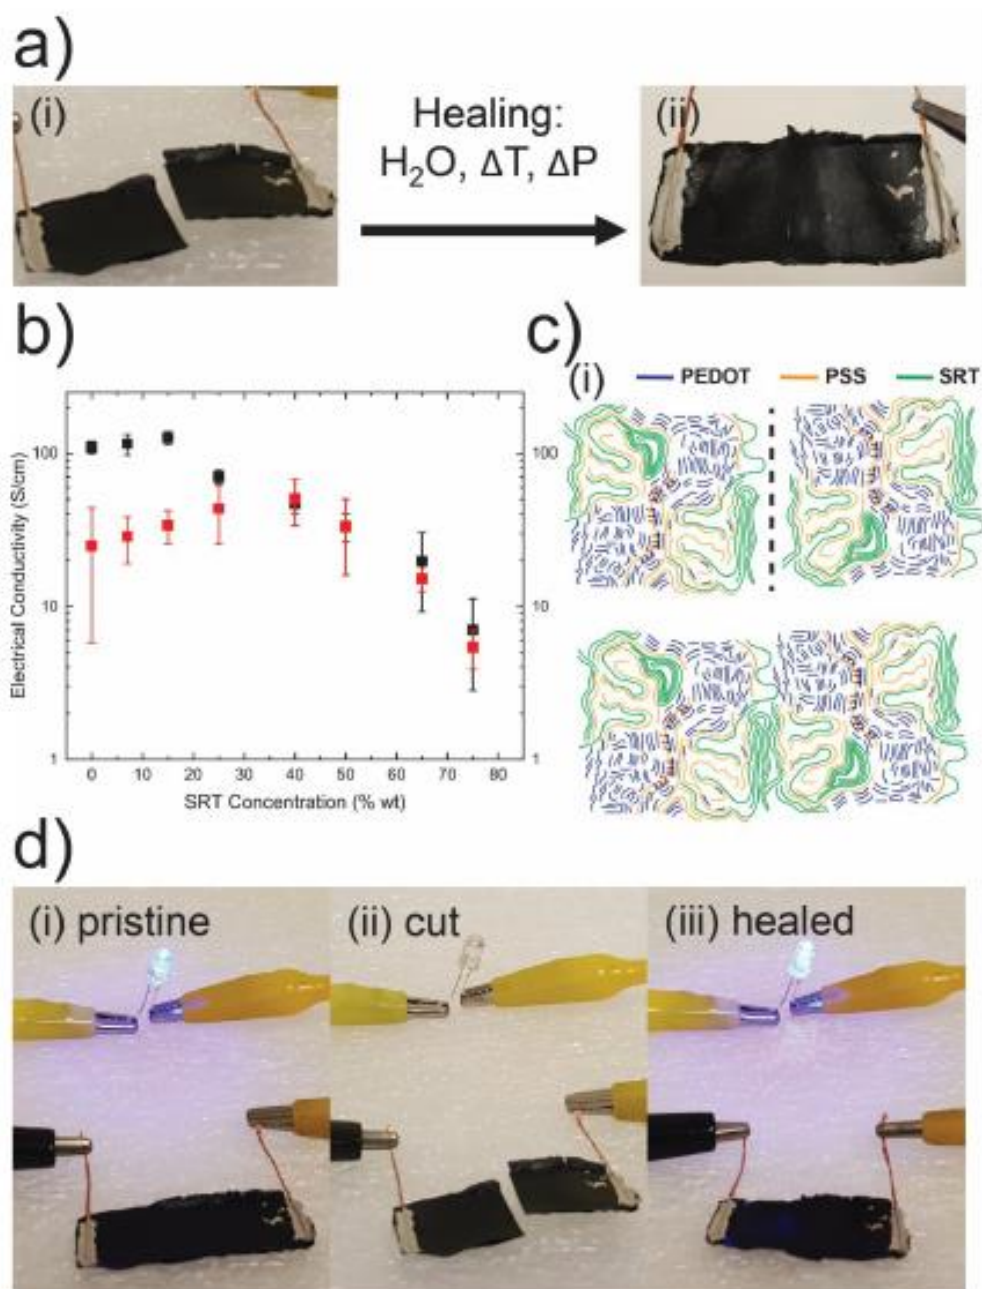 a)
(i)
Healing:
H₂O, ΔT, ΔP
(ii)
b)
Electrical Conductivity (S/cm)
100
10
1
100
10
1
0 10 20 30 40 50 60 70 80
SRT Concentration (% wt)
c)
(i) PEDOT PSS SRT
d)
(i) pristine
(ii) cut
(iii) healed